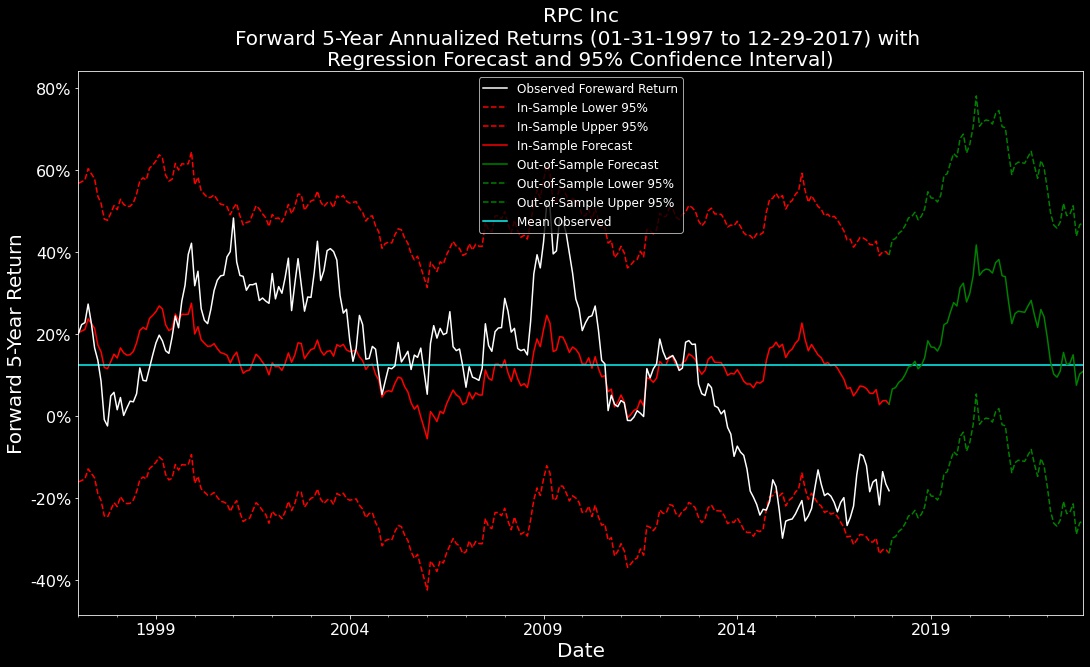 RPC Inc
Forward 5-Year Annualized Returns (01-31-1997 to 12-29-2017) with
Regression Forecast and 95% Confidence Interval)
80%
60%
40%
20%
0%
-20%
-40%
Forward 5-Year Return
Observed Foreward Return
In-Sample Lower 95%
In-Sample Upper 95%
In-Sample Forecast
Out-of-Sample Forecast
Out-of-Sample Lower 95%
Out-of-Sample Upper 95%
Mean Observed
1999
2004
2009
2014
2019
Date